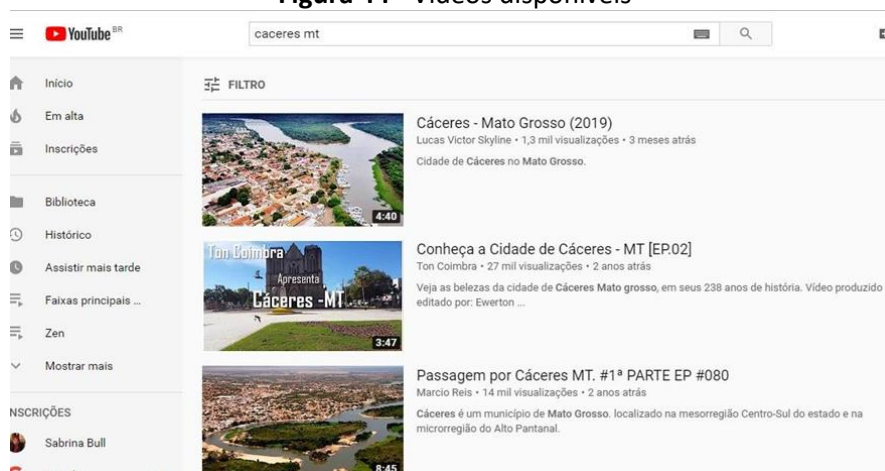 Figura 44 - Vídeos disponíveis
YouTube BR
caceres mt
Início
Em alta
Inscrições
Biblioteca
Histórico
Assistir mais tarde
Faixas principais ...
Zen
Mostrar mais
NSCRIÇÕES
Sabrina Bull
FILTRO
4:40
Cáceres - Mato Grosso (2019)
Lucas Victor Skyline • 1,3 mil visualizações • 3 meses atrás
Cidade de Cáceres no Mato Grosso.
Ton Coimbra
Apresenta
Cáceres -MT
3:47
Conheça a Cidade de Cáceres - MT [EP.02]
Ton Coimbra • 27 mil visualizações • 2 anos atrás
Veja as belezas da cidade de Cáceres Mato grosso, em seus 238 anos de história. Vídeo produzido
editado por: Ewerton ...
8:45
Passagem por Cáceres MT. #1ª PARTE EP #080
Marcio Reis • 14 mil visualizações • 2 anos atrás
Cáceres é um município de Mato Grosso. localizado na mesorregião Centro-Sul do estado e na
microrregião do Alto Pantanal.